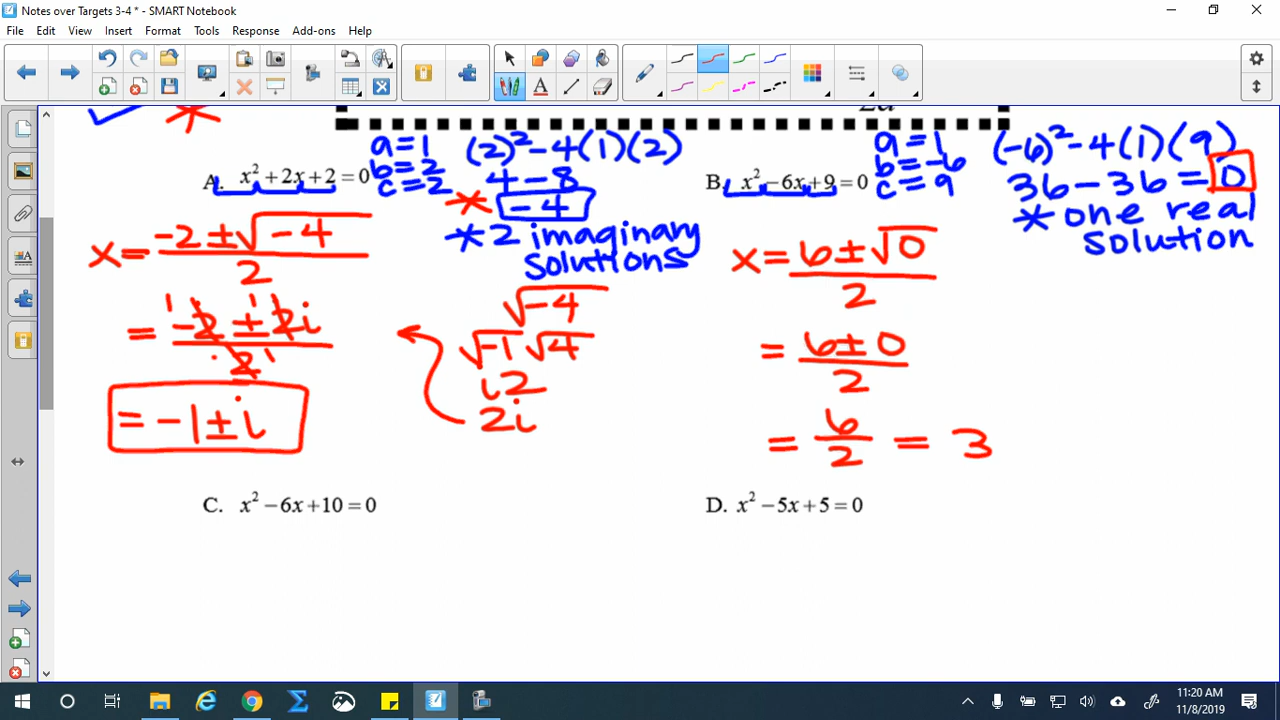 Notes over Targets 3-4 * - SMART Notebook
File Edit View Insert Format Tools Response Add-ons Help
A. x² + 2x + 2 = 0
a = 1
b = 2
c = 2
(2)² - 4(1)(2)
4 - 8
* -4
* 2 imaginary
solutions
x = (-2 ± √-4) / 2
= (-2 ± 2i) / 2
= -1 ± i
√-4
√-1 √4
i2
2i
B. x² - 6x + 9 = 0
a = 1
b = -6
c = 9
(-6)² - 4(1)(9)
36 - 36 = 0
* one real
solution
x = (6 ± √0) / 2
= (6 ± 0) / 2
= 6/2 = 3
C. x² - 6x + 10 = 0
D. x² - 5x + 5 = 0
11:20 AM
11/8/2019